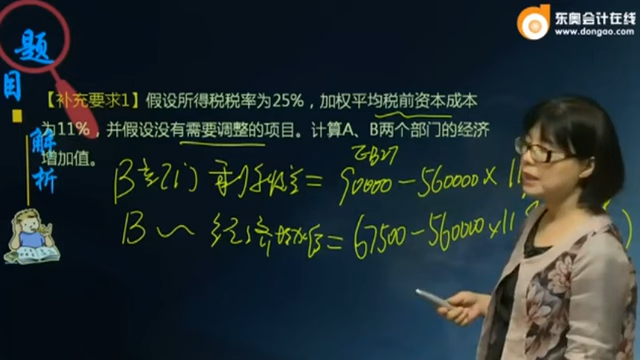 东奥会计在线
www.dongao.com
题目
解析
【补充要求1】假设所得税税率为25%，加权平均税前资本成本
为11%，并假设没有需要调整的项目。计算A、B两个部门的经济
增加值。
B部门 剩余收益 = 90000 - 560000 × 11
B 经济增加值 = 67500 - 560000 × 11 )